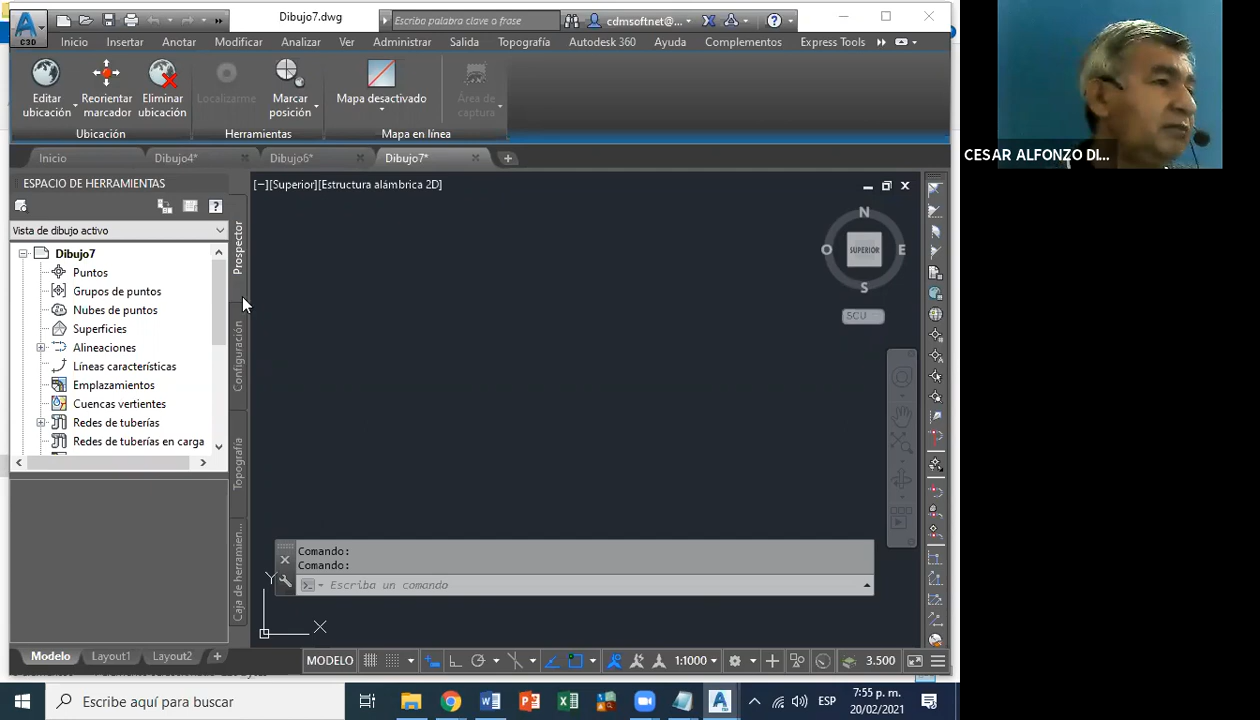 Dibujo7.dwg
Escriba palabra clave o frase
cdmsoftnet@...
C3D
Inicio
Insertar
Anotar
Modificar
Analizar
Ver
Administrar
Salida
Topografía
Autodesk 360
Ayuda
Complementos
Express Tools
Editar ubicación
Reorientar marcador
Eliminar ubicación
Localizarme
Marcar posición
Mapa desactivado
Área de captura
Ubicación
Herramientas
Mapa en línea
CESAR ALFONZO DI...
Inicio
Dibujo4*
Dibujo6*
Dibujo7*
ESPACIO DE HERRAMIENTAS
[−][Superior][Estructura alámbrica 2D]
Vista de dibujo activo
Dibujo7
Puntos
Grupos de puntos
Nubes de puntos
Superficies
Alineaciones
Líneas características
Emplazamientos
Cuencas vertientes
Redes de tuberías
Redes de tuberías en carga
Prospector
Configuración
Topografía
Caja de herramien...
N
O
SUPERIOR
E
S
SCU
Comando:
Comando:
Escriba un comando
Y
X
Modelo
Layout1
Layout2
MODELO
1:1000
3.500
Escribe aquí para buscar
ESP
7:55 p. m.
20/02/2021